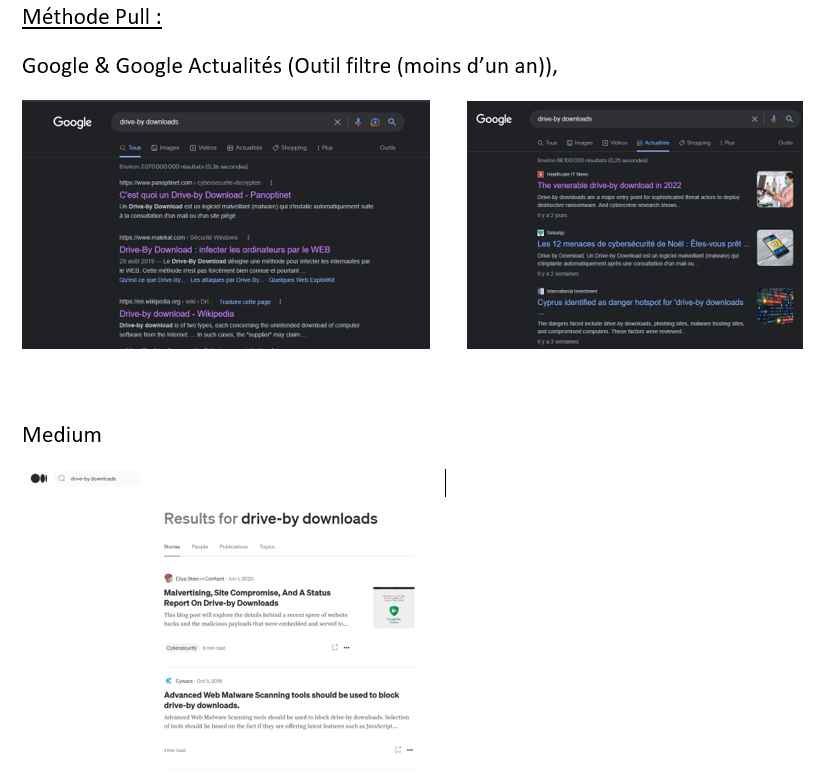 Méthode Pull :
Google & Google Actualités (Outil filtre (moins d’un an)),
Google
drive-by downloads
Tous Images Vidéos Actualités Shopping Plus Outils
Environ 2 070 000 000 résultats (0,36 secondes)
https://www.panoptinet.com › cybersecurite-decryptee
C'est quoi un Drive-by Download - Panoptinet
Un Drive-by Download est un logiciel malveillant (malware) qui s'installe automatiquement suite
à la consultation d'un mail ou d'un site piégé.
https://www.malekal.com › Sécurité Windows
Drive-By Download : infecter les ordinateurs par le WEB
29 août 2019 — Le Drive-By Download désigne une méthode pour infecter les internautes par
le WEB. Cette méthode n'est pas forcément bien connue et pourtant ...
Qu'est-ce que Drive-By... · Les attaques par Drive-By... · Quelques Web ExploitKit
https://en.wikipedia.org › wiki › Dri... · Traduire cette page
Drive-by download - Wikipedia
Drive-by download is of two types, each concerning the unintended download of computer
software from the Internet: ... In such cases, the "supplier" may claim ...
Google
drive-by downloads
Tous Images Vidéos Actualités Shopping Plus Outils
Environ 88 100 000 résultats (0,25 secondes)
Healthcare IT News
The venerable drive-by download in 2022
Drive-by downloads are a major entry point for sophisticated threat actors to deploy
destructive ransomware. And cybercrime research shows...
Il y a 2 jours
Les 12 menaces de cybersécurité de Noël : Êtes-vous prêt ...
Drive by Download. Un Drive-by Download est un logiciel (malware) qui
s'implante automatiquement après une consultation d'un mail ou...
Il y a 2 semaines
International Investment
Cyprus identified as danger hotspot for 'drive-by downloads
...
The dangers faced include drive-by downloads, phishing sites, malware hosting sites,
and compromised computers. These factors were reviewed...
Il y a 3 semaines
Medium
drive-by downloads
Results for drive-by downloads
Stories People Publications Topics
Elsya Stein in Confiant · Jun 1, 2020
Malvertising, Site Compromise, And A Status
Report On Drive-by Downloads
This blog post will explore the details behind a recent spree of website
hacks and the malicious payloads that were embedded and served to...
Cybersecurity 8 min read
Cyware · Oct 5, 2016
Advanced Web Malware Scanning tools should be used to block
drive-by downloads.
Advanced Web Malware Scanning tools should be used to block drive-by downloads. Selection
of tools should be based on the fact if they are offering latest features such as JavaScript...
1 min read